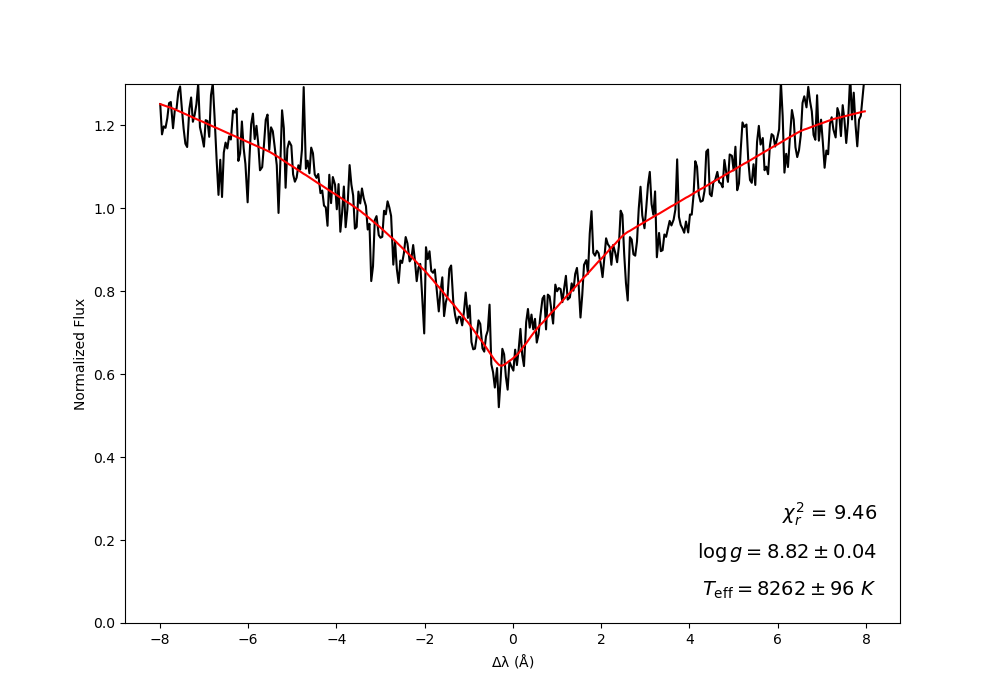 1.2
1.0
0.8
0.6
0.4
0.2
0.0
Normalized Flux
χ²ᵣ = 9.46
log g = 8.82 ± 0.04
T_eff = 8262 ± 96 K
−8 −6 −4 −2 0 2 4 6 8
Δλ (Å)